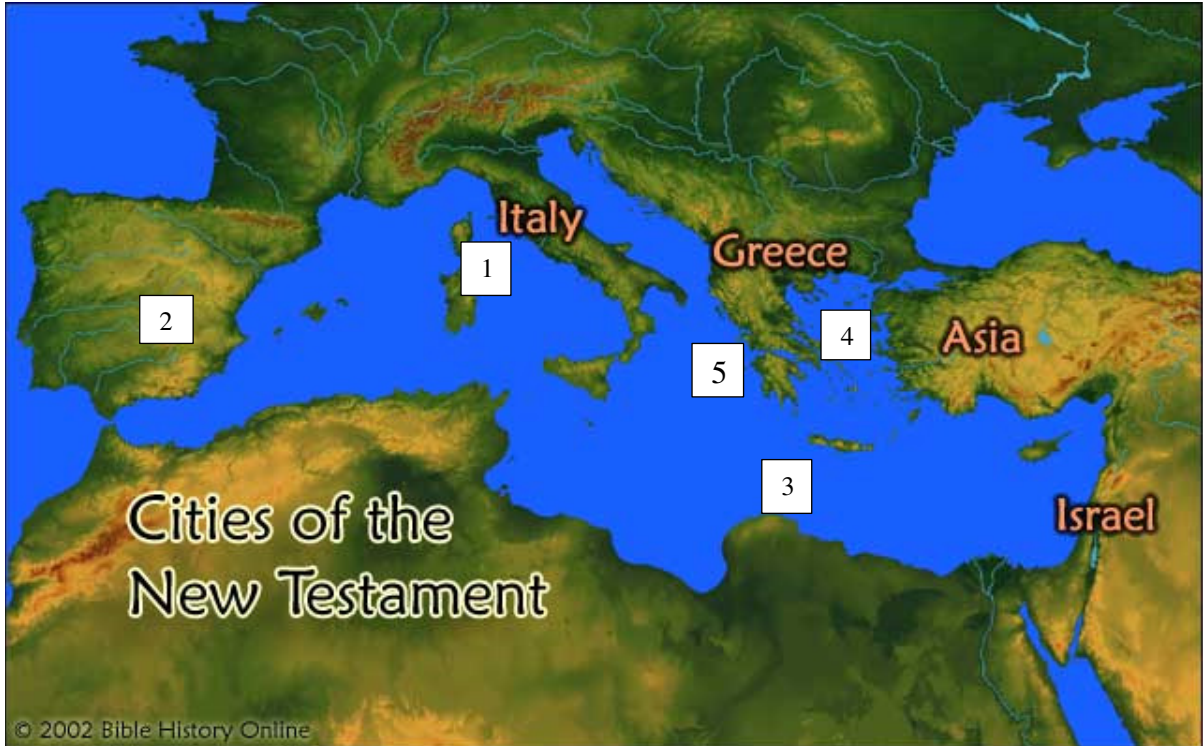 Italy
Greece
1
2
Asia
4
5
3
Cities of the
New Testament
Israel
© 2002 Bible History Online